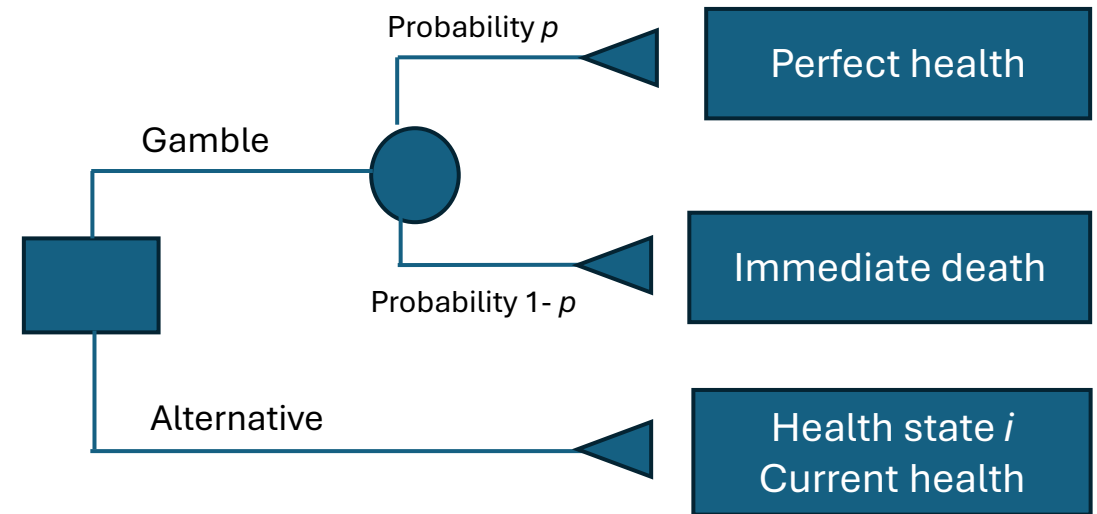 Probability p
Perfect health
Gamble
Immediate death
Probability 1- p
Alternative
Health state i
Current health